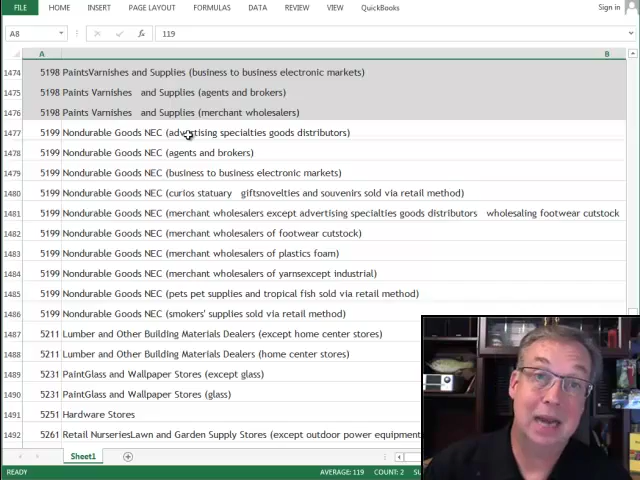 FILE HOME INSERT PAGE LAYOUT FORMULAS DATA REVIEW VIEW QuickBooks Sign in
A8 119
A B
1474 5198 PaintsVarnishes and Supplies (business to business electronic markets)
1475 5198 Paints Varnishes and Supplies (agents and brokers)
1476 5198 Paints Varnishes and Supplies (merchant wholesalers)
1477 5199 Nondurable Goods NEC (advertising specialties goods distributors)
1478 5199 Nondurable Goods NEC (agents and brokers)
1479 5199 Nondurable Goods NEC (business to business electronic markets)
1480 5199 Nondurable Goods NEC (curios statuary giftsnovelties and souvenirs sold via retail method)
1481 5199 Nondurable Goods NEC (merchant wholesalers except advertising specialties goods distributors wholesaling footwear cutstock
1482 5199 Nondurable Goods NEC (merchant wholesalers of footwear cutstock)
1483 5199 Nondurable Goods NEC (merchant wholesalers of plastics foam)
1484 5199 Nondurable Goods NEC (merchant wholesalers of yarnsexcept industrial)
1485 5199 Nondurable Goods NEC (pets pet supplies and tropical fish sold via retail method)
1486 5199 Nondurable Goods NEC (smokers' supplies sold via retail method)
1487 5211 Lumber and Other Building Materials Dealers (except home center stores)
1488 5211 Lumber and Other Building Materials Dealers (home center stores)
1489 5231 PaintGlass and Wallpaper Stores (except glass)
1490 5231 PaintGlass and Wallpaper Stores (glass)
1491 5251 Hardware Stores
1492 5261 Retail NurseriesLawn and Garden Supply Stores (except outdoor power equipment
Sheet1
READY AVERAGE: 119 COUNT: 2